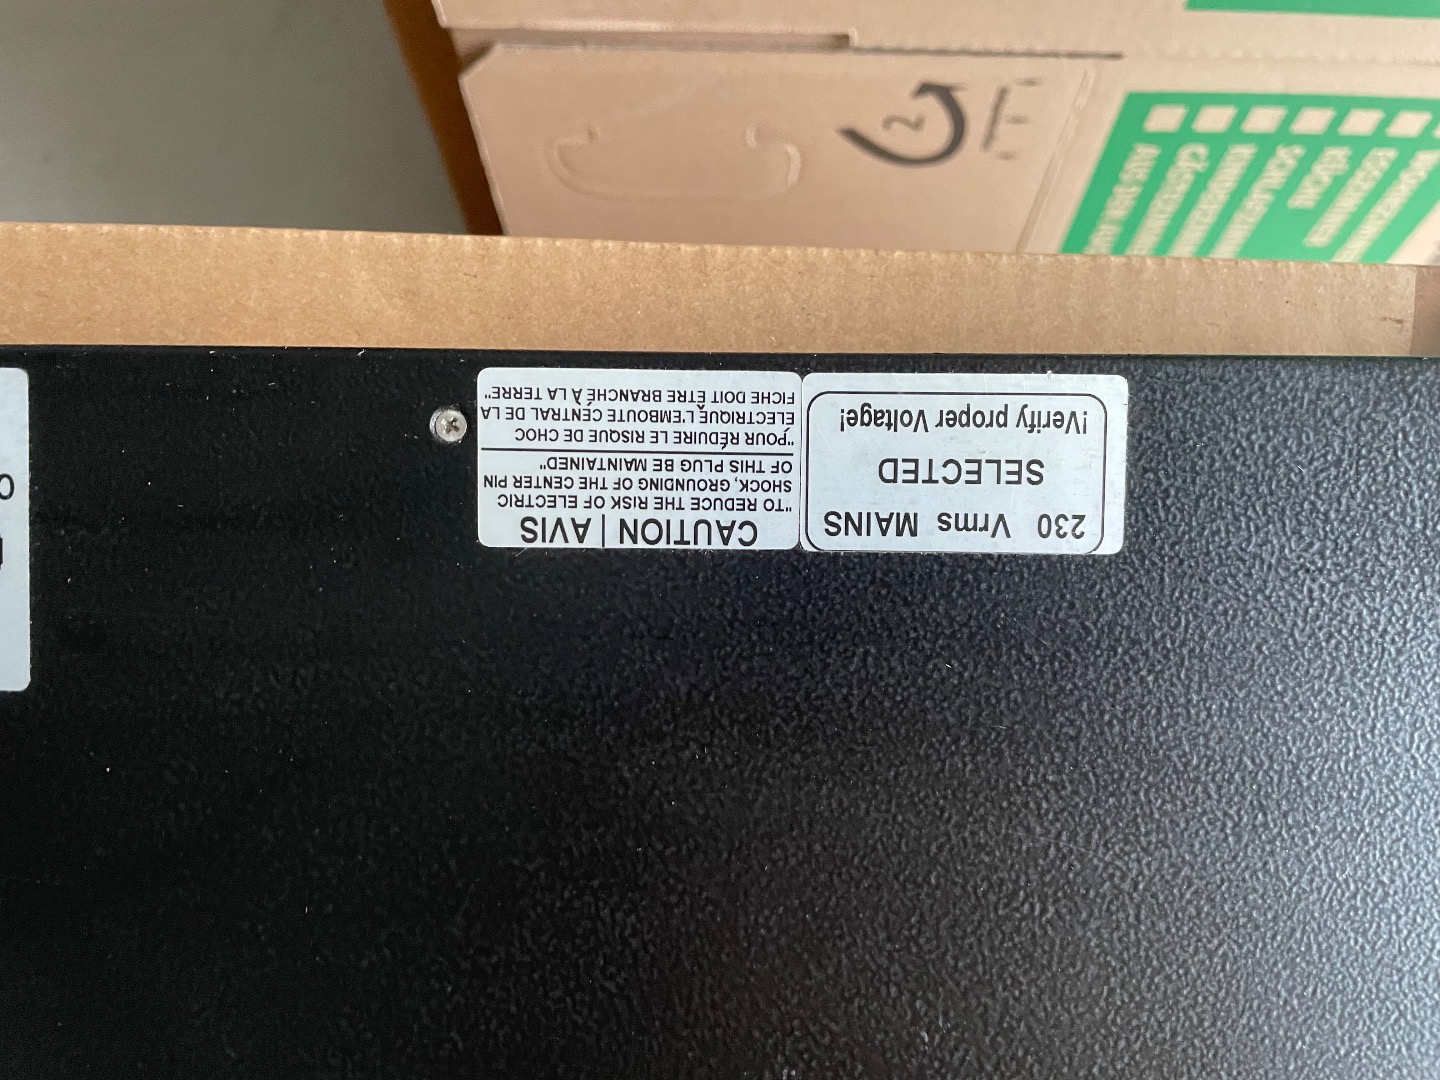 230 Vrms MAINS
SELECTED
!Verify proper Voltage!
CAUTION | AVIS
"TO REDUCE THE RISK OF ELECTRIC
SHOCK, GROUNDING OF THE CENTER PIN
OF THIS PLUG BE MAINTAINED"
"POUR RÉDUIRE LE RISQUE DE CHOC
ELECTRIQUE L'EMBOUTE CENTRAL DE LA
FICHE DOIT ÊTRE BRANCHÉ À LA TERRE"
2